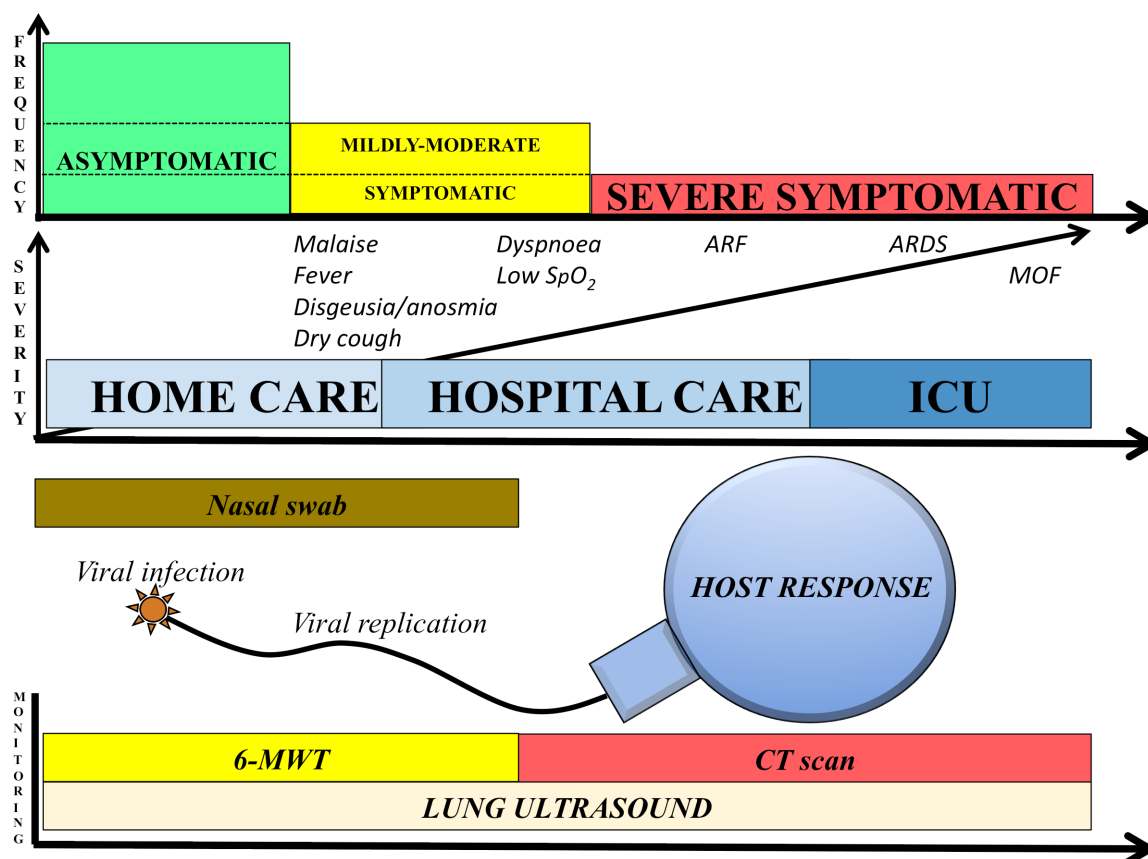 FREQUENCY
ASYMPTOMATIC
MILDLY-MODERATE
SYMPTOMATIC
SEVERE SYMPTOMATIC
SEVERITY
Malaise
Fever
Disgeusia/anosmia
Dry cough
Dyspnoea
Low SpO2
ARF
ARDS
MOF
HOME CARE
HOSPITAL CARE
ICU
Nasal swab
Viral infection
Viral replication
HOST RESPONSE
MONITORING
6-MWT
CT scan
LUNG ULTRASOUND